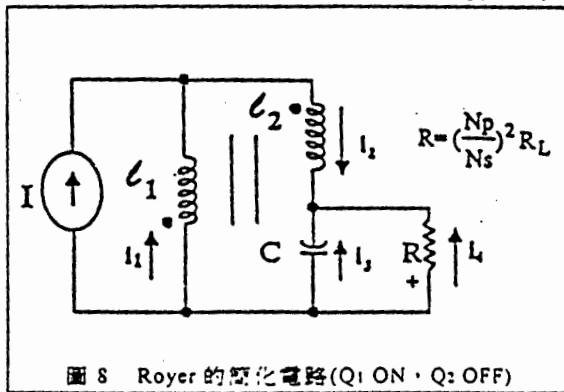 ℓ2
I2
R=(Np/Ns)²RL
ℓ1
I
I1
C
I3
R
+
I4
圖 8 Royer 的簡化電路(Q1 ON，Q2 OFF)